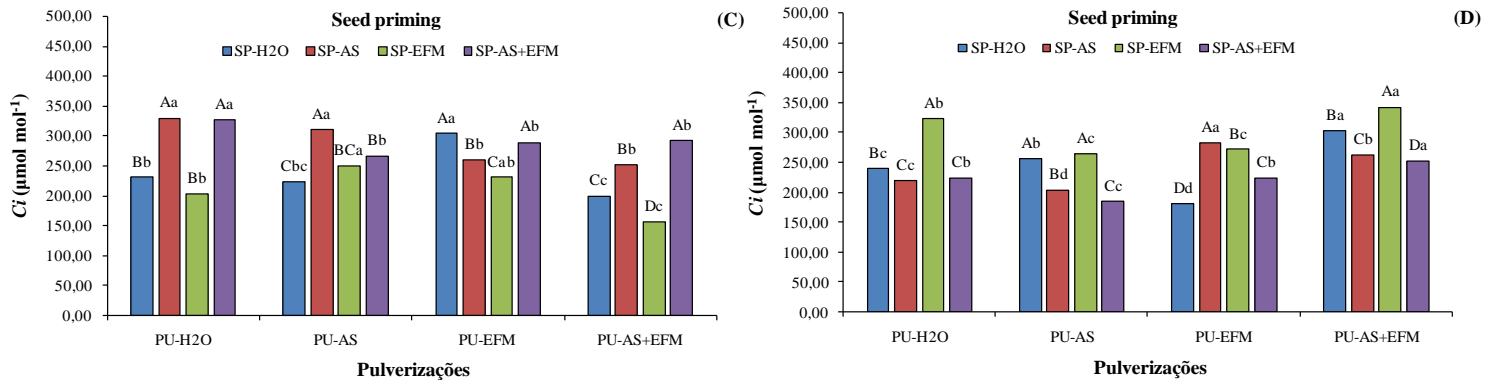 Seed priming (C)
SP-H2O SP-AS SP-EFM SP-AS+EFM
500,00
450,00
400,00
350,00
300,00
250,00
200,00
150,00
100,00
50,00
0,00
Ci (µmol mol-1)
Bb Aa Bb Aa
Cbc Aa BCa Bb
Aa Bb Cab Ab
Cc Bb Dc Ab
PU-H2O PU-AS PU-EFM PU-AS+EFM
Pulverizações
Seed priming (D)
SP-H2O SP-AS SP-EFM SP-AS+EFM
500,00
450,00
400,00
350,00
300,00
250,00
200,00
150,00
100,00
50,00
0,00
Ci (µmol mol-1)
Bc Cc Ab Cb
Ab Bd Ac Cc
Dd Aa Bc Cb
Ba Cb Aa Da
PU-H2O PU-AS PU-EFM PU-AS+EFM
Pulverizações